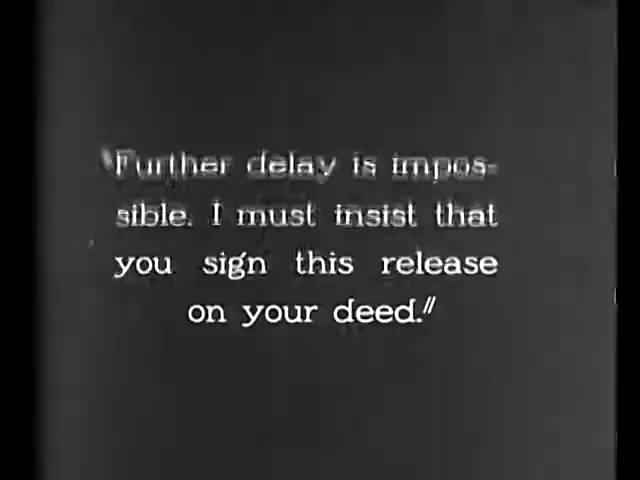 "Further delay is impos-
sible. I must insist that
you sign this release
on your deed."